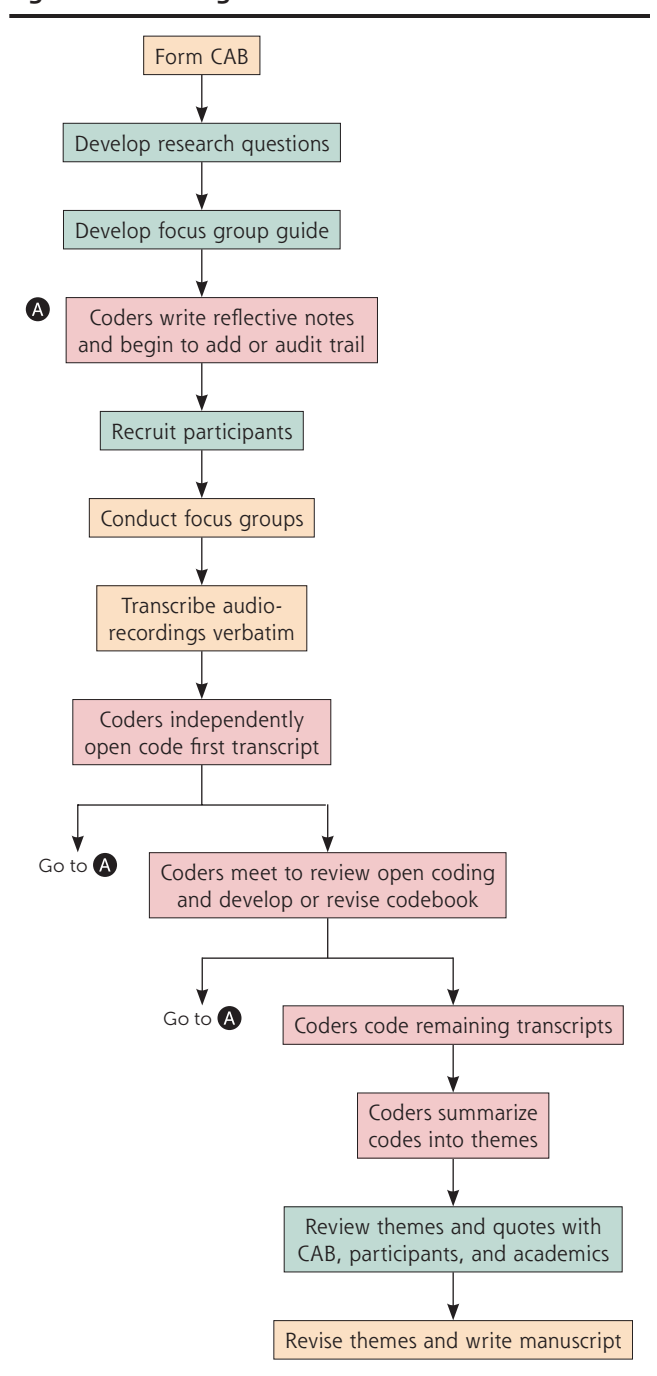 Form CAB
Develop research questions
Develop focus group guide
A
Coders write reflective notes
and begin to add or audit trail
Recruit participants
Conduct focus groups
Transcribe audio-
recordings verbatim
Coders independently
open code first transcript
Go to A
Coders meet to review open coding
and develop or revise codebook
Go to A
Coders code remaining transcripts
Coders summarize
codes into themes
Review themes and quotes with
CAB, participants, and academics
Revise themes and write manuscript